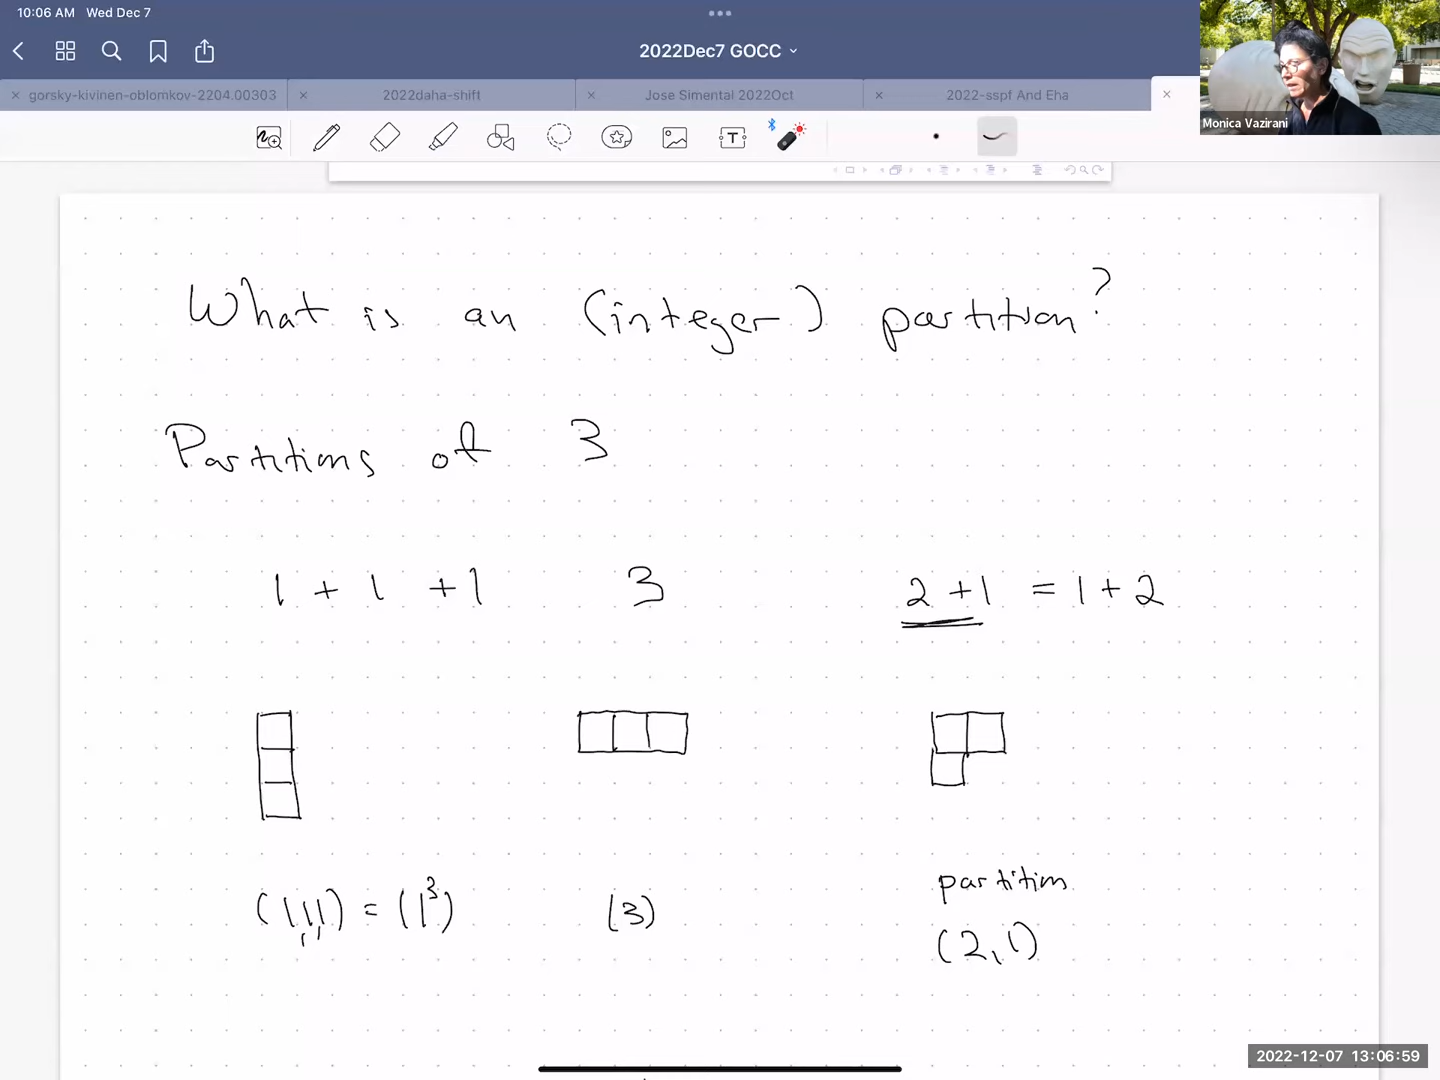 10:06 AM Wed Dec 7
2022Dec7 GOCC
gorsky-kivinen-oblomkov-2204.00303
2022daha-shift
Jose Simental 2022Oct
2022-sspf And Eha
Monica Vazirani
What is an (integer) partition?
Partitions of 3
1 + 1 + 1
3
2 + 1 = 1 + 2
(1,1,1) = (1³)
(3)
partition
(2,1)
2022-12-07 13:06:59